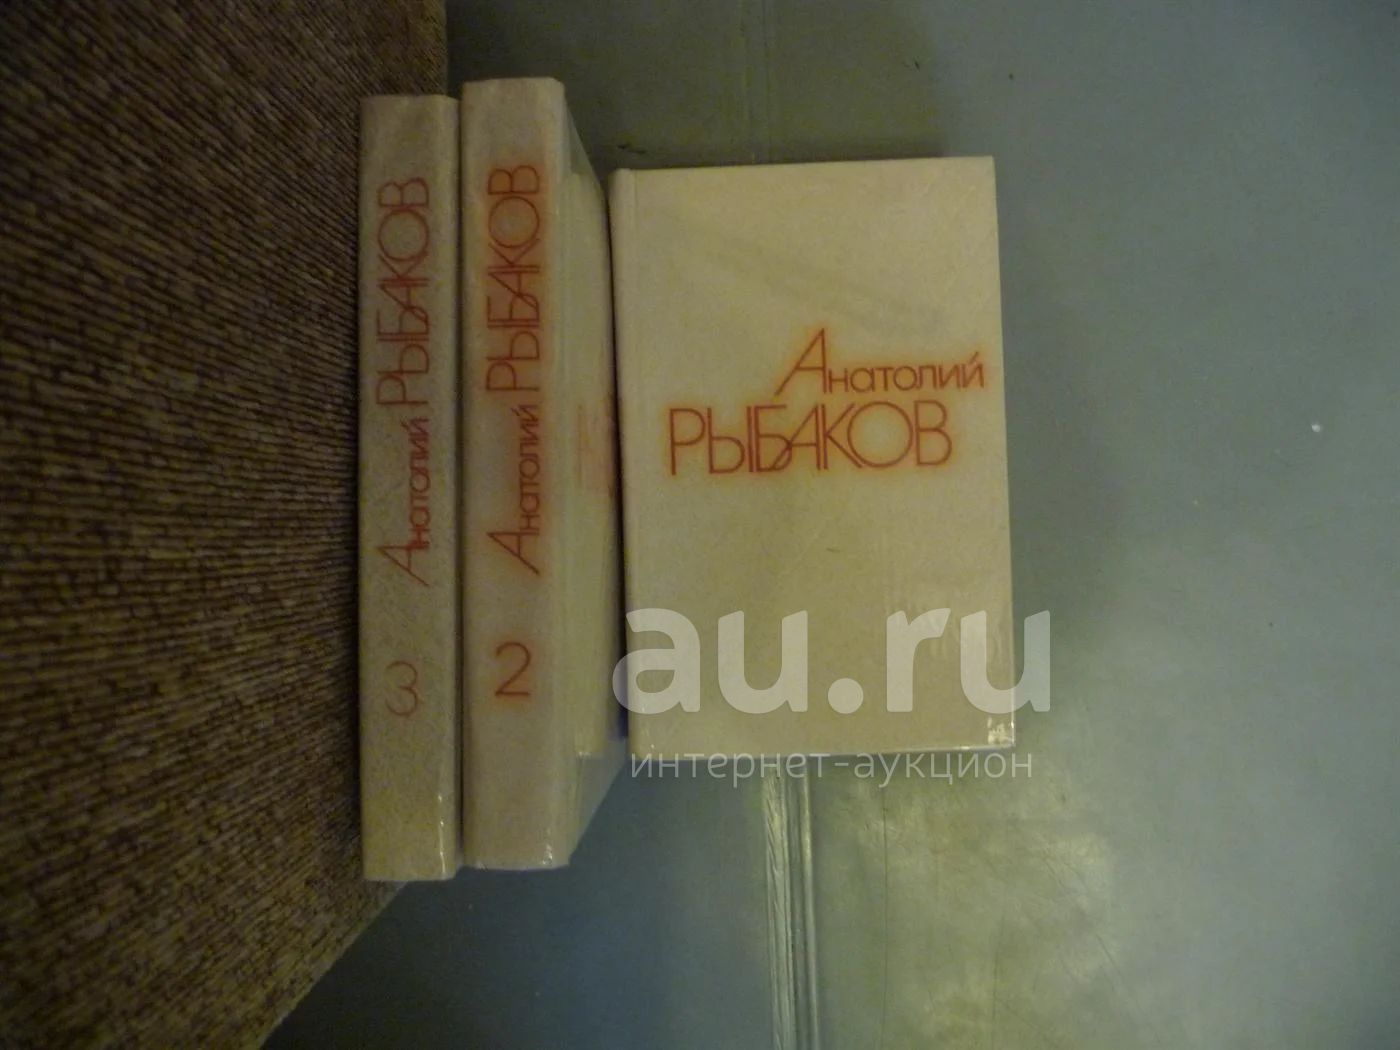 Анатолий РЫБАКОВ
3
Анатолий РЫБАКОВ
2
Анатолий
РЫБАКОВ
au.ru
интернет-аукцион